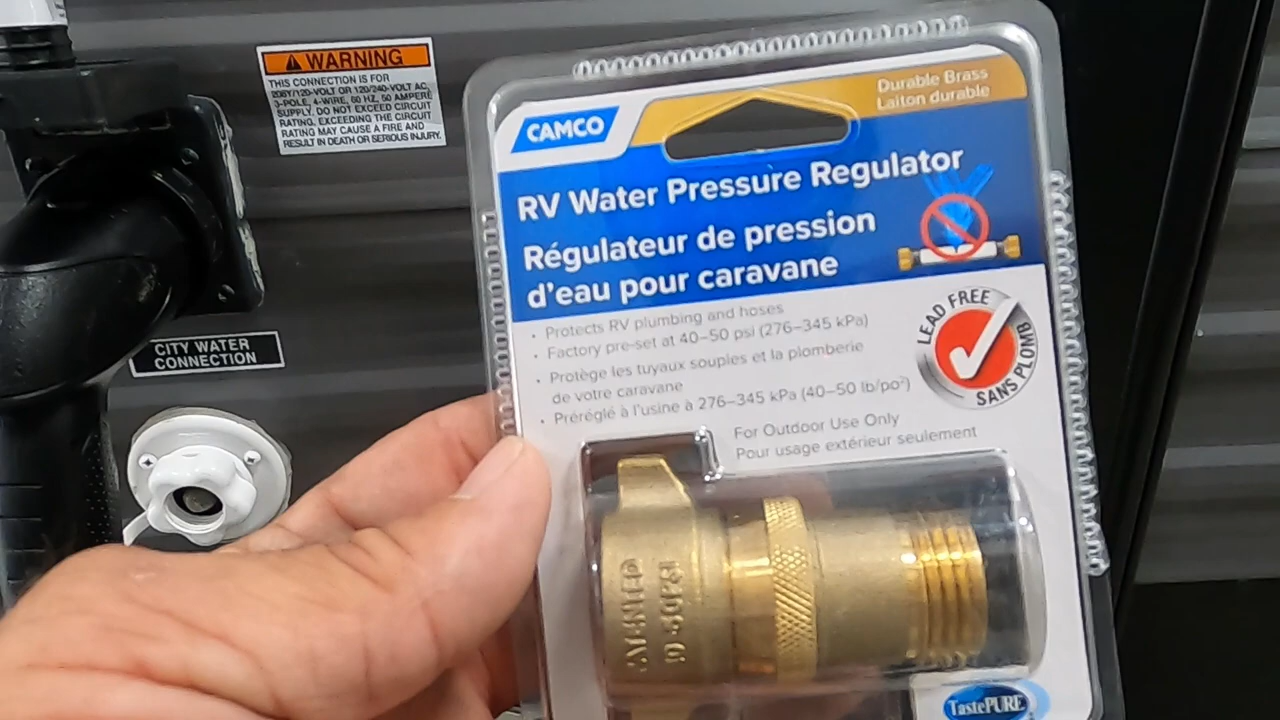 WARNING
THIS CONNECTION IS FOR
208Y/120-VOLT OR 120/240-VOLT AC,
3-POLE, 4-WIRE, 60 HZ, 50 AMPERE
SUPPLY. DO NOT EXCEED CIRCUIT
RATING. EXCEEDING THE CIRCUIT
RATING MAY CAUSE A FIRE AND
RESULT IN DEATH OR SERIOUS INJURY.
CITY WATER
CONNECTION
CAMCO
Durable Brass
Laiton durable
RV Water Pressure Regulator
Régulateur de pression
d'eau pour caravane
• Protects RV plumbing and hoses
• Factory pre-set at 40–50 psi (276–345 kPa)
• Protège les tuyaux souples et la plomberie
de votre caravane
• Préréglé à l'usine à 276–345 kPa (40–50 lb/po²)
LEAD FREE
SANS PLOMB
For Outdoor Use Only
Pour usage extérieur seulement
TastePURE